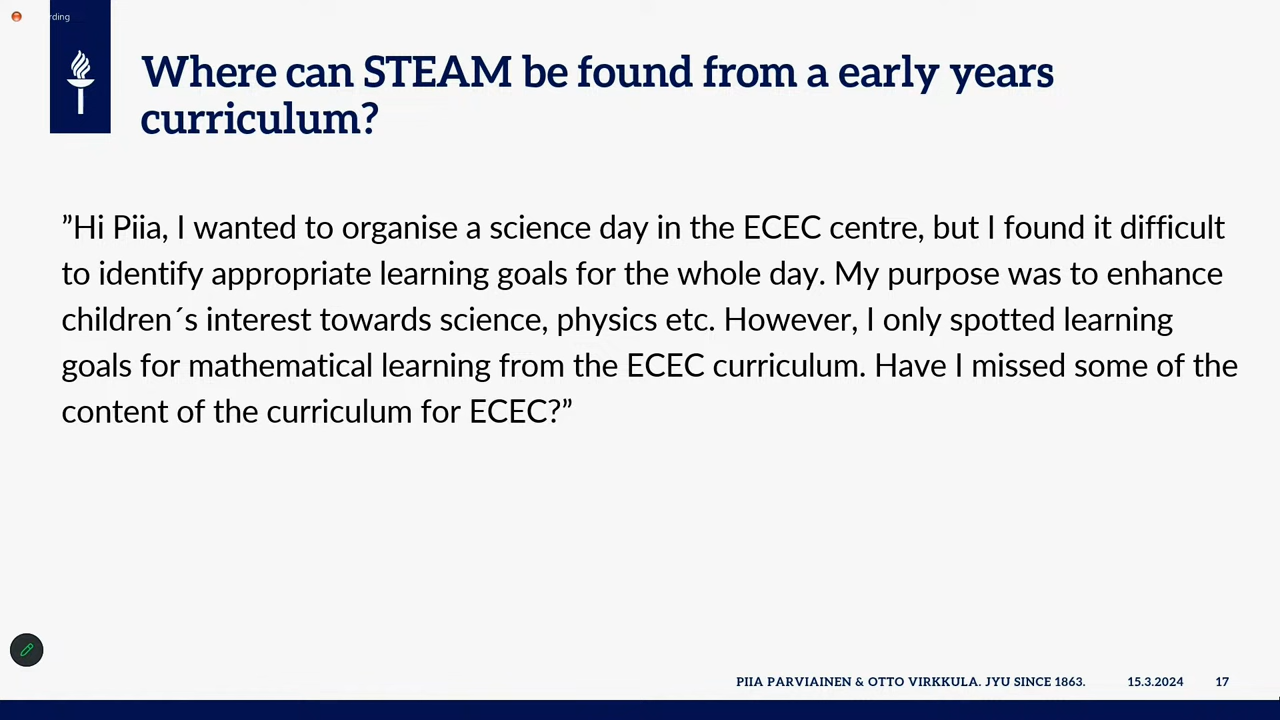 Where can STEAM be found from a early years
curriculum?
”Hi Piia, I wanted to organise a science day in the ECEC centre, but I found it difficult
to identify appropriate learning goals for the whole day. My purpose was to enhance
children´s interest towards science, physics etc. However, I only spotted learning
goals for mathematical learning from the ECEC curriculum. Have I missed some of the
content of the curriculum for ECEC?”
PIIA PARVIAINEN & OTTO VIRKKULA. JYU SINCE 1863. 15.3.2024 17